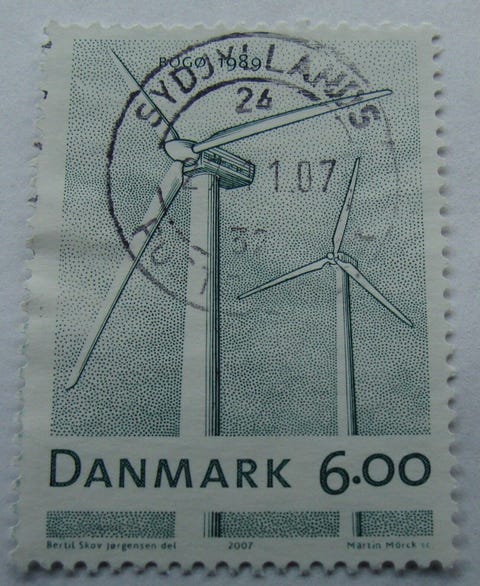 BOGØ 1989
SYDJYLLANDS
24
1.07
DANMARK 6.00
Bertil Skov Jørgensen del 2007 Martin Mörck sc